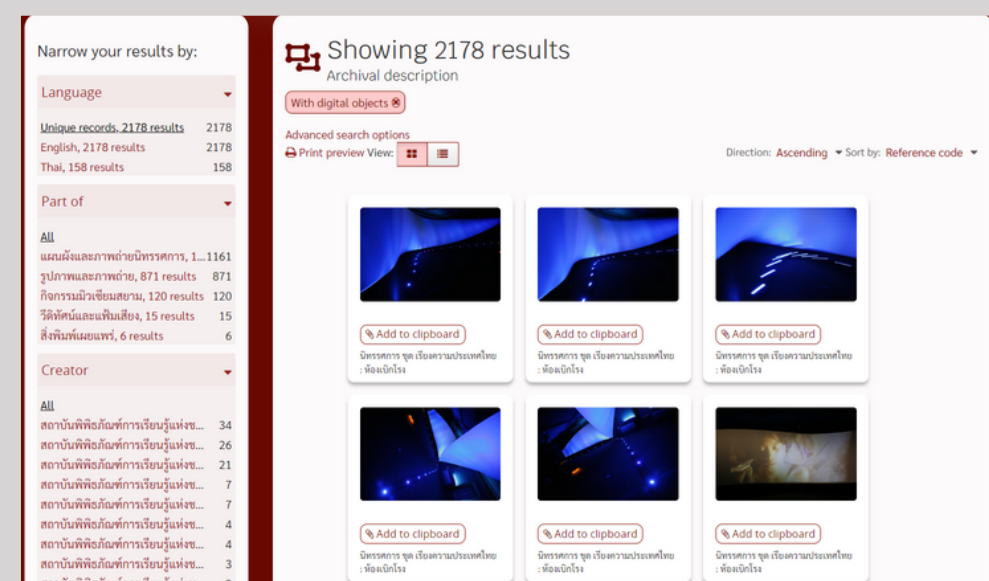 Narrow your results by:
Language
Unique records, 2178 results 2178
English, 2178 results 2178
Thai, 158 results 158
Part of
All
แผนผังและภาพถ่ายนิทรรศการ, 1... 1161
รูปภาพและภาพถ่าย, 871 results 871
กิจกรรมมิวเซียมสยาม, 120 results 120
วีดิทัศน์และแฟ้มเสียง, 15 results 15
สิ่งพิมพ์เผยแพร่, 6 results 6
Creator
All
สถาบันพิพิธภัณฑ์การเรียนรู้แห่งช... 34
สถาบันพิพิธภัณฑ์การเรียนรู้แห่งช... 26
สถาบันพิพิธภัณฑ์การเรียนรู้แห่งช... 21
สถาบันพิพิธภัณฑ์การเรียนรู้แห่งช... 7
สถาบันพิพิธภัณฑ์การเรียนรู้แห่งช... 7
สถาบันพิพิธภัณฑ์การเรียนรู้แห่งช... 4
สถาบันพิพิธภัณฑ์การเรียนรู้แห่งช... 4
สถาบันพิพิธภัณฑ์การเรียนรู้แห่งช... 3
Showing 2178 results
Archival description
With digital objects
Advanced search options
Print preview View:
Direction: Ascending Sort by: Reference code
Add to clipboard
นิทรรศการ ชุด เรียงความประเทศไทย
: ห้องเบิกโรง
Add to clipboard
นิทรรศการ ชุด เรียงความประเทศไทย
: ห้องเบิกโรง
Add to clipboard
นิทรรศการ ชุด เรียงความประเทศไทย
: ห้องเบิกโรง
Add to clipboard
นิทรรศการ ชุด เรียงความประเทศไทย
: ห้องเบิกโรง
Add to clipboard
นิทรรศการ ชุด เรียงความประเทศไทย
: ห้องเบิกโรง
Add to clipboard
นิทรรศการ ชุด เรียงความประเทศไทย
: ห้องเบิกโรง